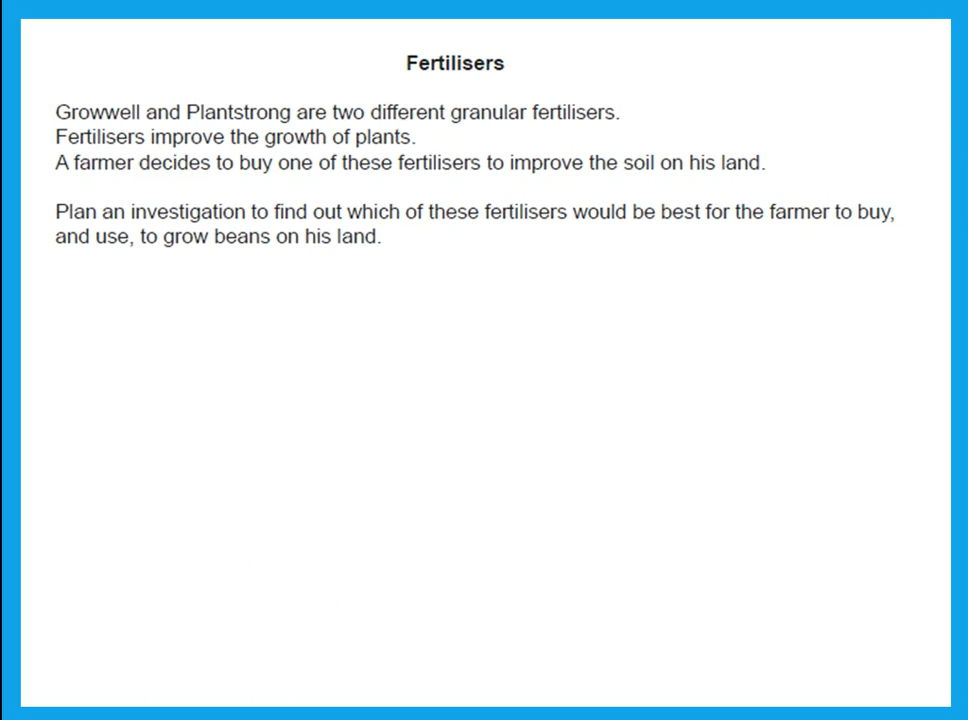 Fertilisers
Growwell and Plantstrong are two different granular fertilisers.
Fertilisers improve the growth of plants.
A farmer decides to buy one of these fertilisers to improve the soil on his land.
Plan an investigation to find out which of these fertilisers would be best for the farmer to buy,
and use, to grow beans on his land.